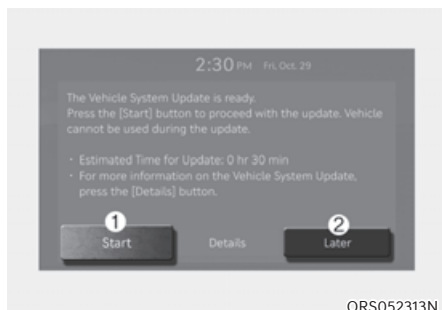 2:30 PM Fri, Oct. 29
The Vehicle System Update is ready.
Press the [Start] button to proceed with the update. Vehicle
cannot be used during the update.
· Estimated Time for Update: 0 hr 30 min
· For more information on the Vehicle System Update,
press the [Details] button.
1 2
Start Details Later
ORS052313N